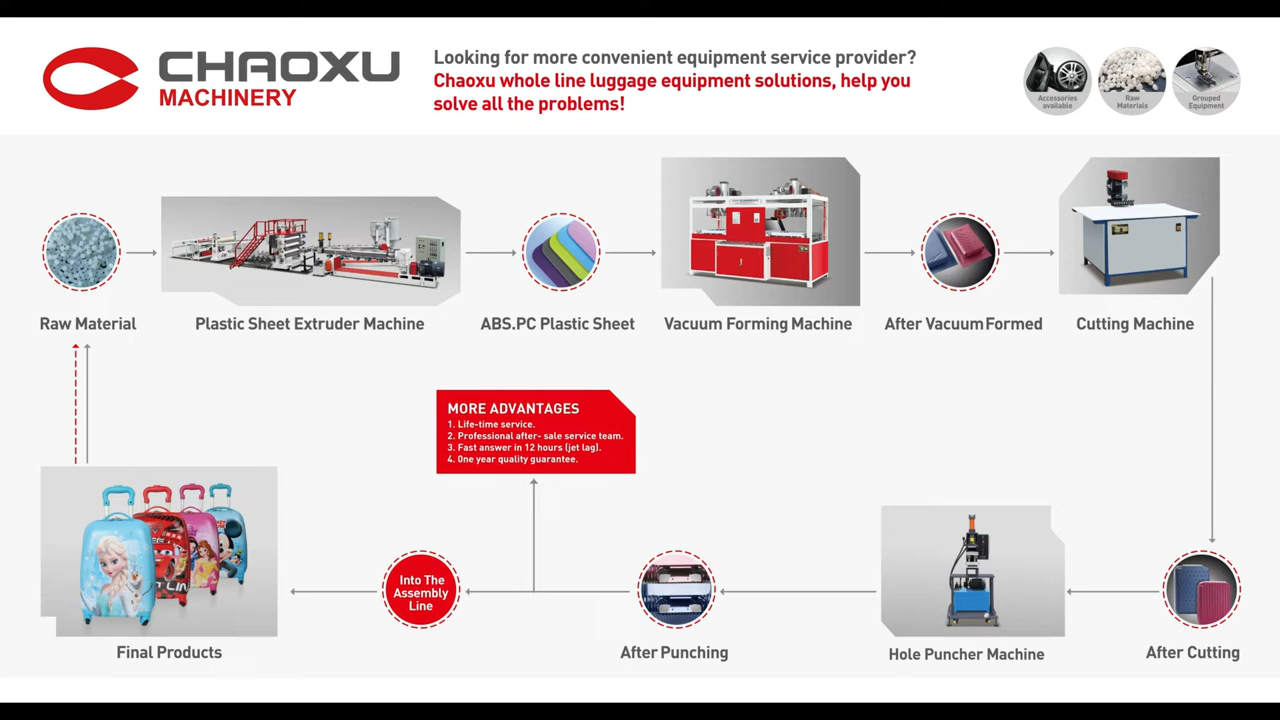 CHAOXU
MACHINERY
Looking for more convenient equipment service provider?
Chaoxu whole line luggage equipment solutions, help you
solve all the problems!
Accessories
available
Raw
Materials
Grouped
Equipment
Raw Material
Plastic Sheet Extruder Machine
ABS.PC Plastic Sheet
Vacuum Forming Machine
After Vacuum Formed
Cutting Machine
MORE ADVANTAGES
1. Life-time service.
2. Professional after- sale service team.
3. Fast answer in 12 hours (jet lag).
4. One year quality guarantee.
Into The
Assembly
Line
Final Products
After Punching
Hole Puncher Machine
After Cutting